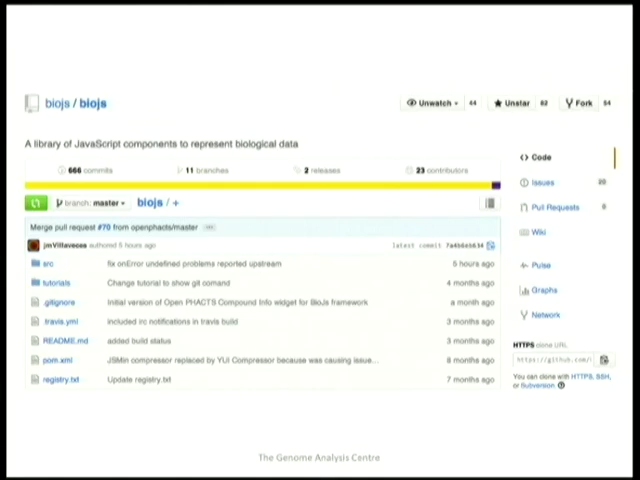 biojs / biojs
Unwatch 44 Unstar 82 Fork 54
A library of JavaScript components to represent biological data
666 commits 11 branches 2 releases 23 contributors
branch: master biojs / +
Merge pull request #70 from openphacts/master
jmVillaveces authored 5 hours ago latest commit
src fix onError undefined problems reported upstream 5 hours ago
tutorials Change tutorial to show git comand 4 months ago
.gitignore Initial version of Open PHACTS Compound Info widget for BioJs framework a month ago
.travis.yml included irc notifications in travis build 3 months ago
README.md added build status 3 months ago
pom.xml JSMin compressor replaced by YUI Compressor because was causing issue... 8 months ago
registry.txt Update registry.txt 7 months ago
Code
Issues
Pull Requests
Wiki
Pulse
Graphs
Network
HTTPS clone URL
https://github.com/
You can clone with HTTPS, SSH,
or Subversion.
The Genome Analysis Centre